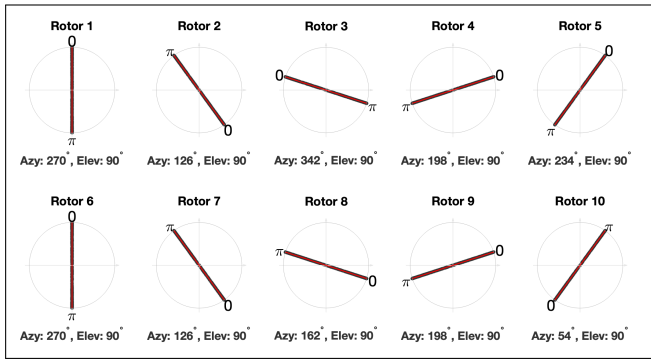 Rotor 1 Rotor 2 Rotor 3 Rotor 4 Rotor 5
0 π 0 0 0
π 0 π π π
Azy: 270°, Elev: 90° Azy: 126°, Elev: 90° Azy: 342°, Elev: 90° Azy: 198°, Elev: 90° Azy: 234°, Elev: 90°
Rotor 6 Rotor 7 Rotor 8 Rotor 9 Rotor 10
0 π π 0 π
π 0 0 π 0
Azy: 270°, Elev: 90° Azy: 126°, Elev: 90° Azy: 162°, Elev: 90° Azy: 198°, Elev: 90° Azy: 54°, Elev: 90°